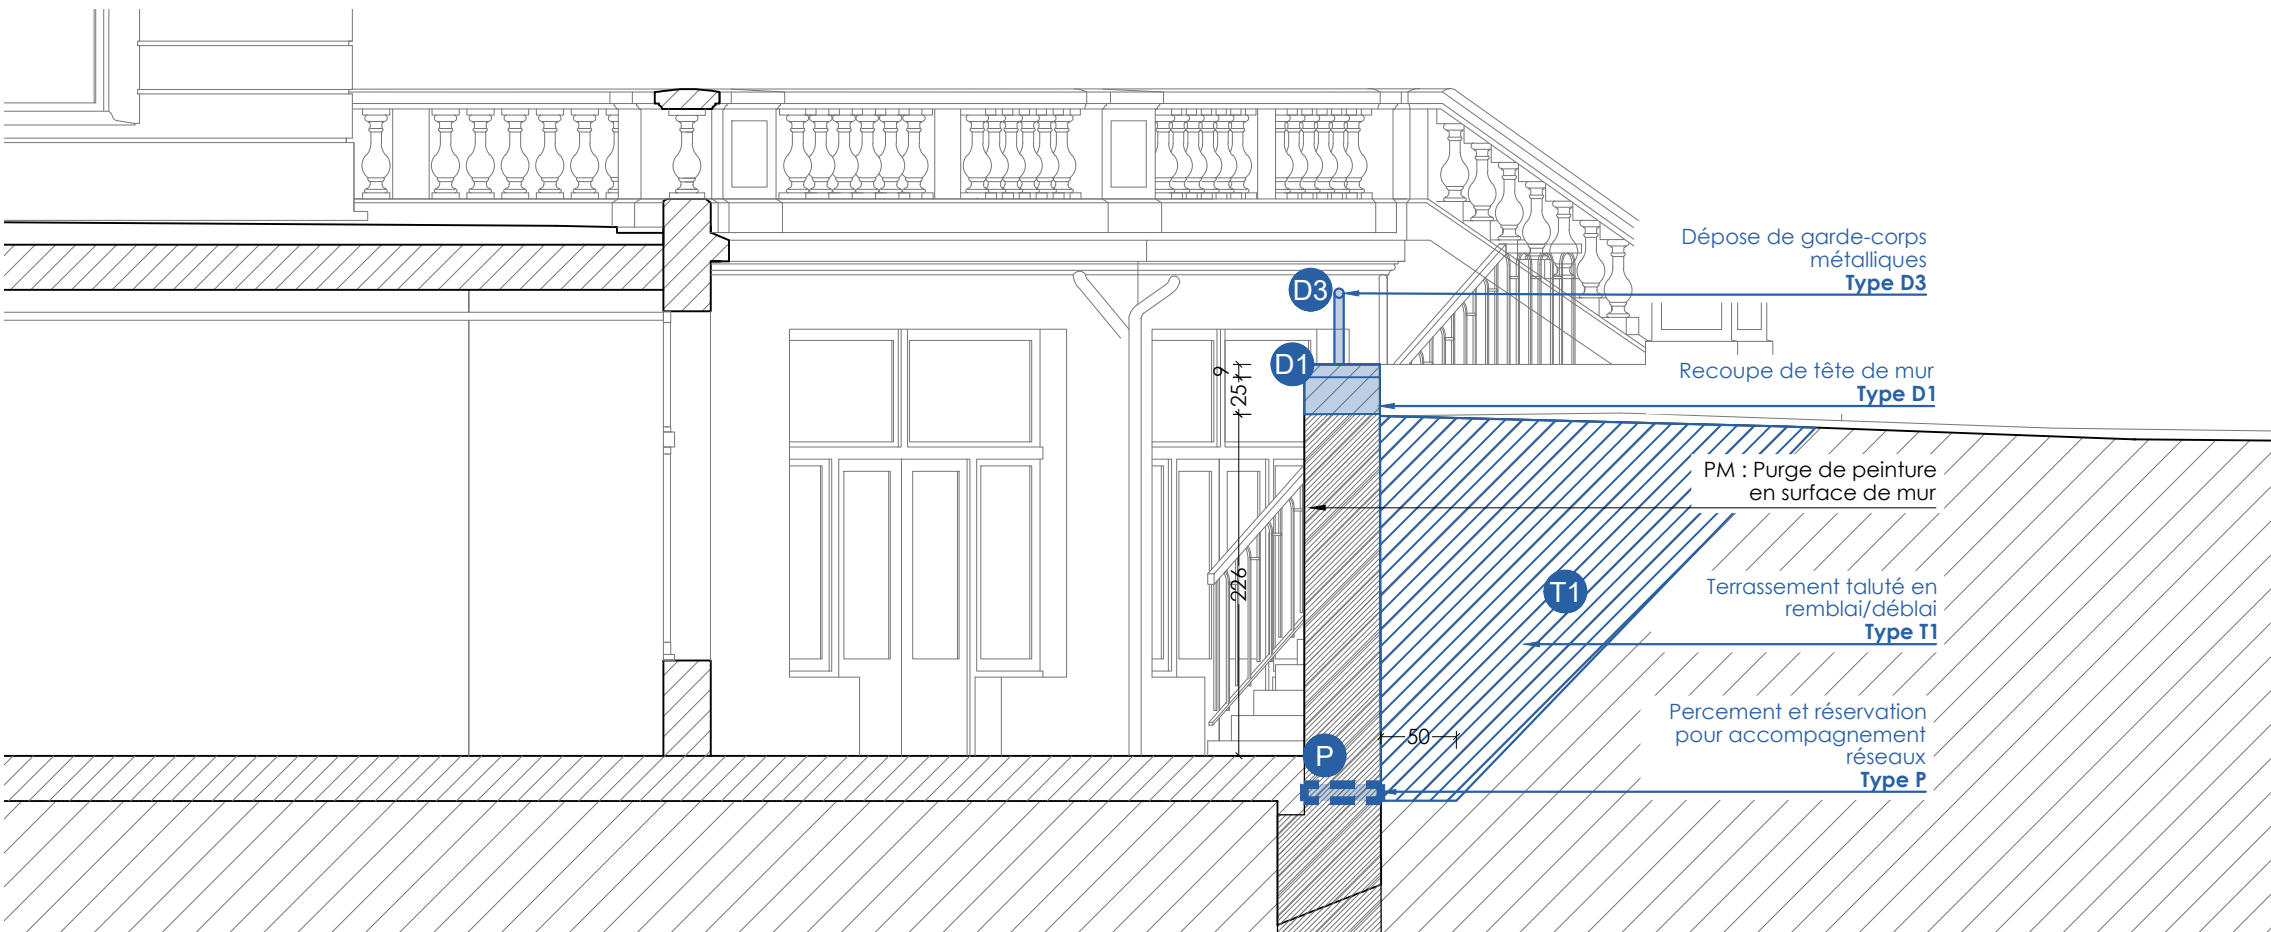 Dépose de garde-corps
métalliques
Type D3
D3
D1
9
25
Recoupe de tête de mur
Type D1
PM : Purge de peinture
en surface de mur
226
T1
Terrassement taluté en
remblai/déblai
Type T1
Percement et réservation
pour accompagnement
réseaux
Type P
50
P